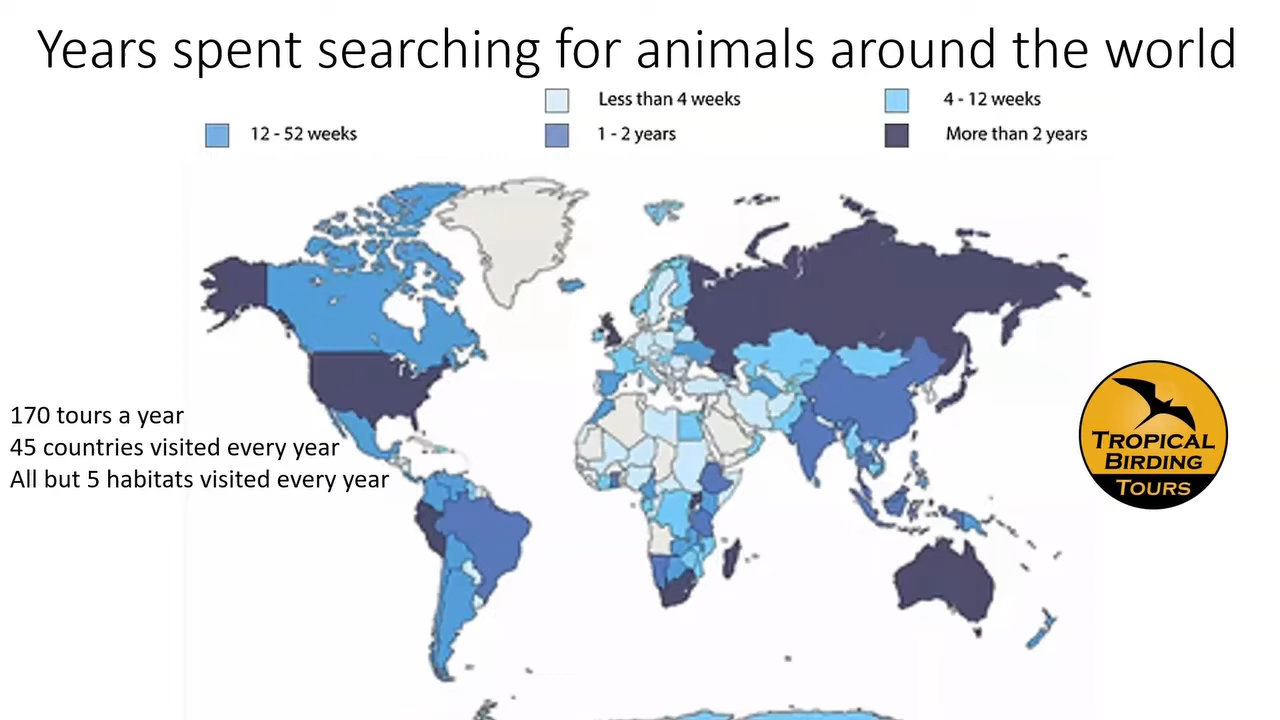 Years spent searching for animals around the world
Less than 4 weeks
4 - 12 weeks
12 - 52 weeks
1 - 2 years
More than 2 years
170 tours a year
45 countries visited every year
All but 5 habitats visited every year
TROPICAL
BIRDING
TOURS